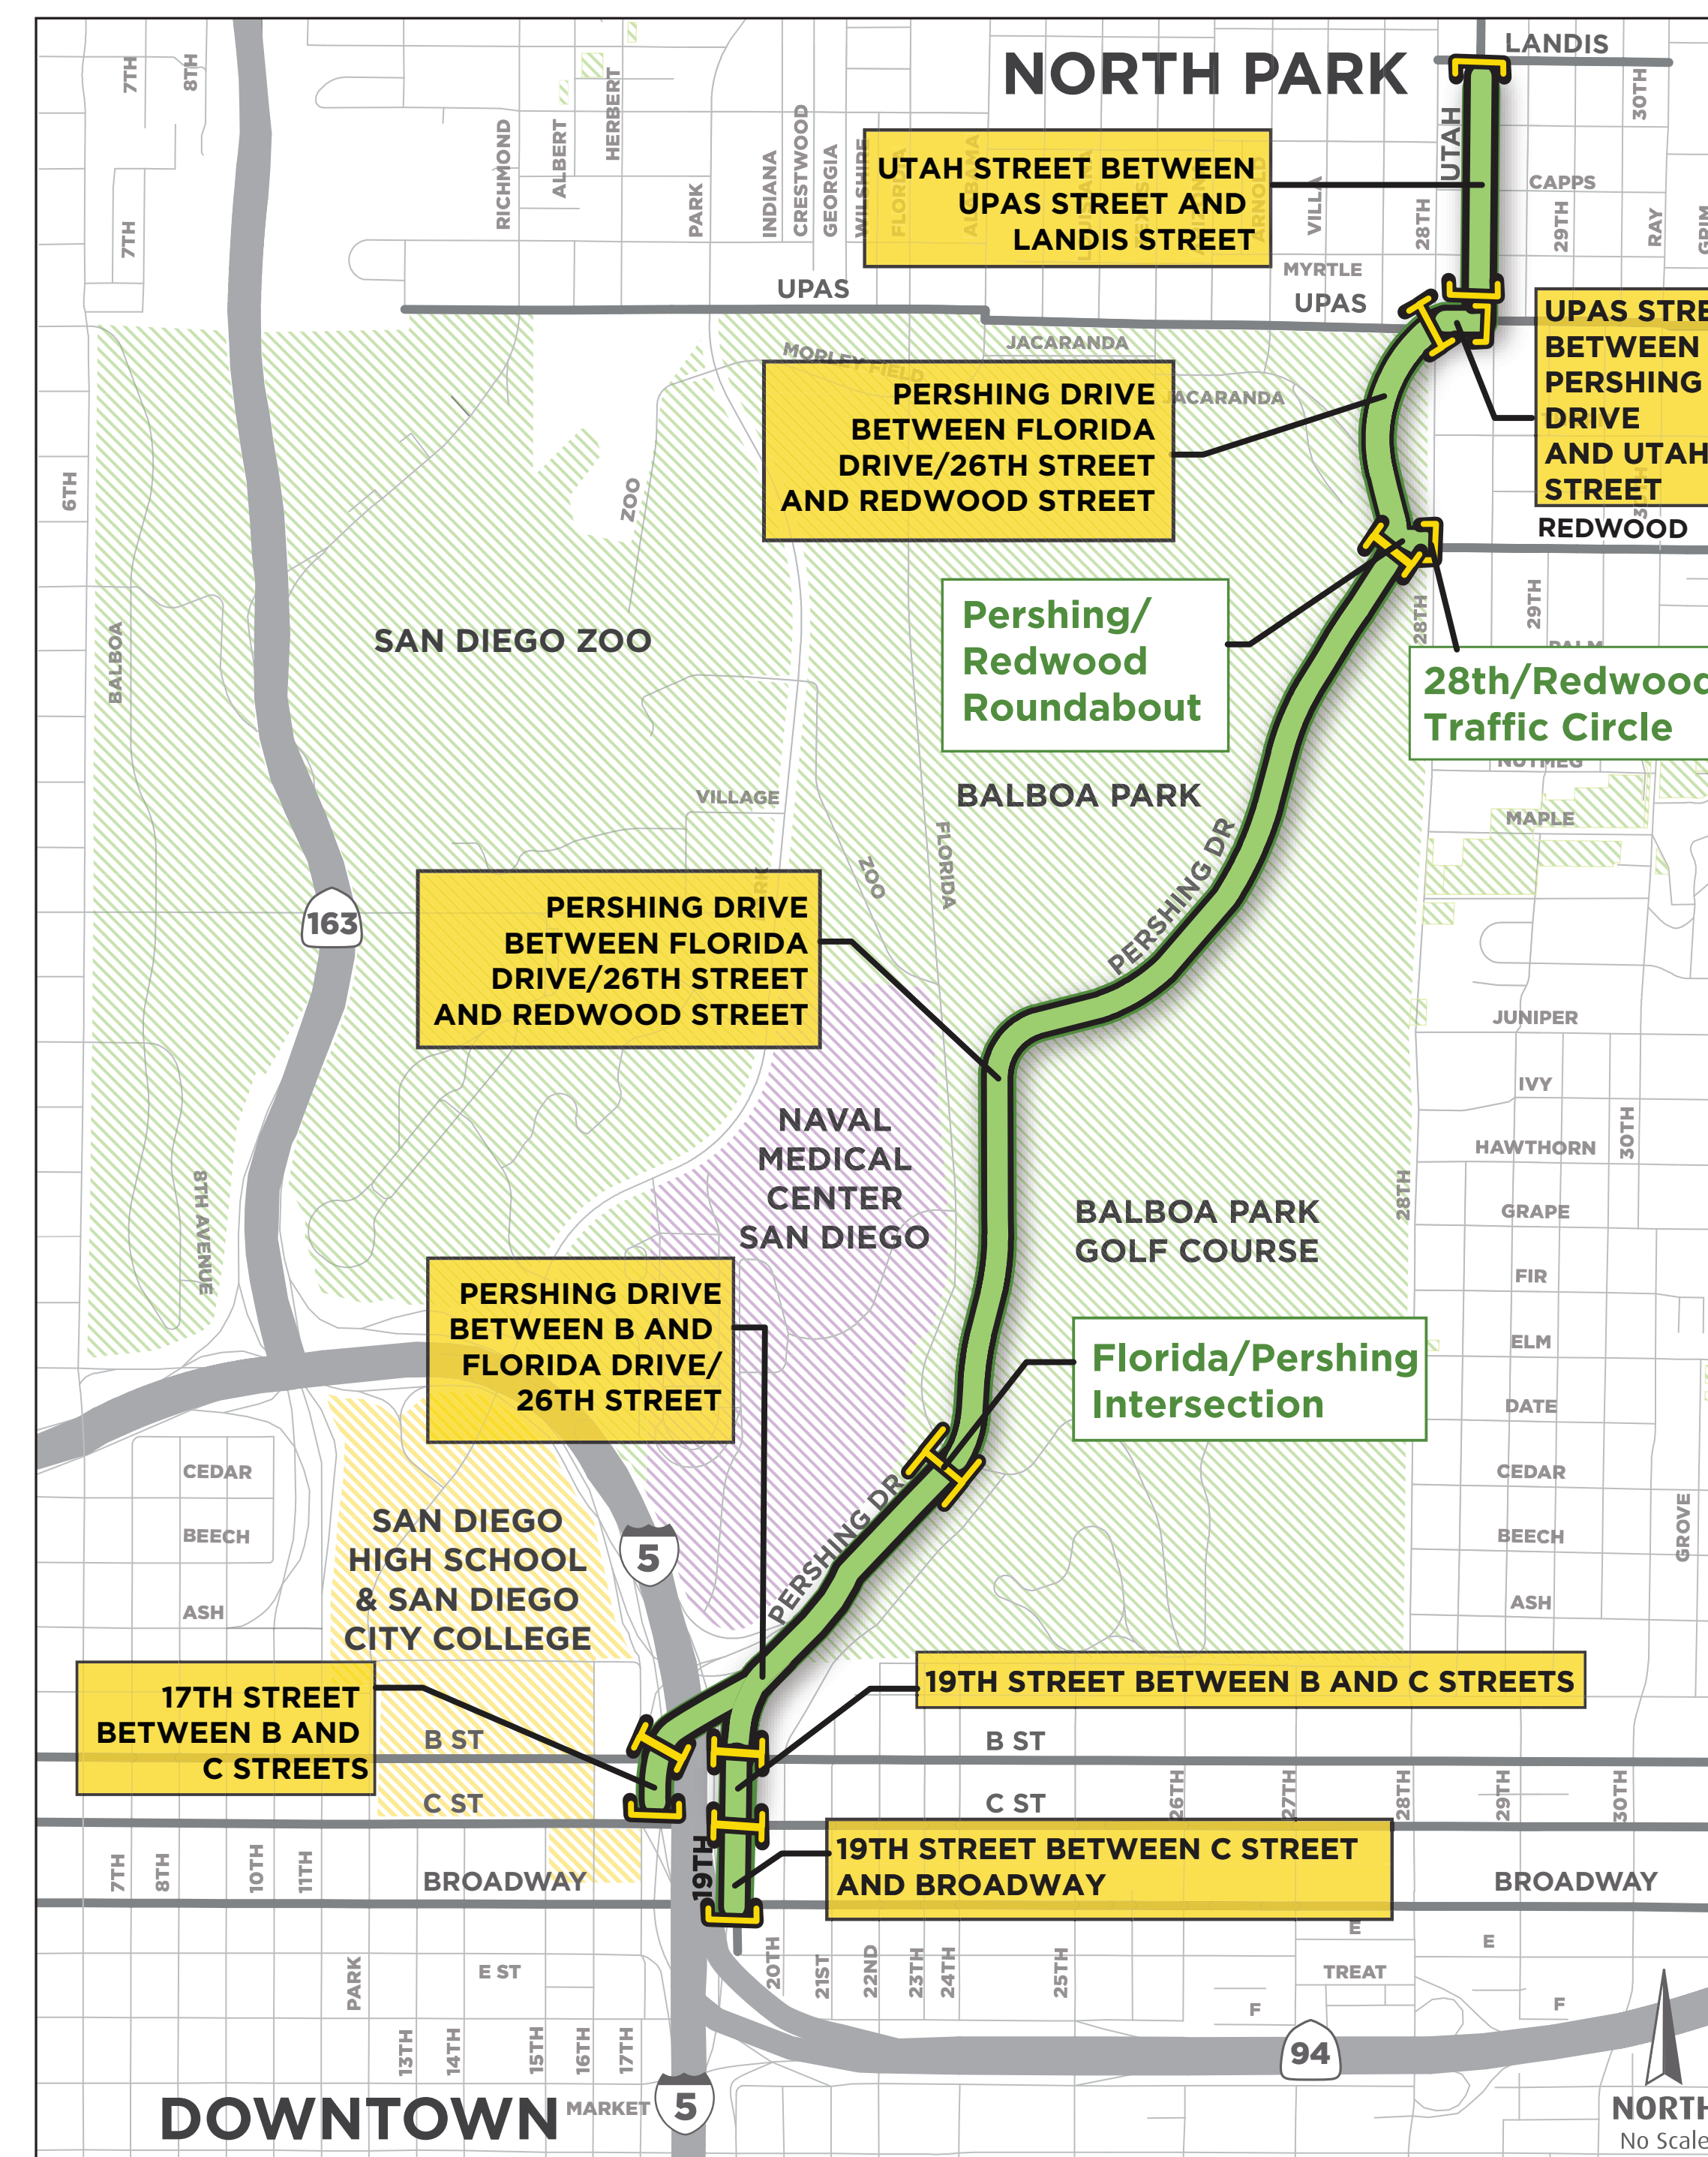 LANDIS
NORTH PARK
7TH
8TH
30TH
HERBERT
ALBERT
RICHMOND
PARK
INDIANA
CRESTWOOD
GEORGIA
WILSHIRE
FLORIDA
UTAH
UTAH STREET BETWEEN
UPAS STREET AND
LANDIS STREET
ARNOLD
VILLA
28TH
CAPPS
29TH
RAY
7TH
MYRTLE
UPAS
UPAS
JACARANDA
MORLEY FIELD
JACARANDA
UPAS STRE
BETWEEN
PERSHING
DRIVE
AND UTAH
STREET
PERSHING DRIVE
BETWEEN FLORIDA
DRIVE/26TH STREET
AND REDWOOD STREET
6TH
ZOO
REDWOOD
Pershing/
Redwood
Roundabout
28TH
29TH
SAN DIEGO ZOO
BALBOA
28th/Redwood
Traffic Circle
NUTMEG
BALBOA PARK
VILLAGE
MAPLE
ZOO
FLORIDA
PERSHING DR
163
PERSHING DRIVE
BETWEEN FLORIDA
DRIVE/26TH STREET
AND REDWOOD STREET
JUNIPER
IVY
HAWTHORN
30TH
NAVAL
MEDICAL
CENTER
SAN DIEGO
8TH AVENUE
28TH
BALBOA PARK
GOLF COURSE
GRAPE
FIR
PERSHING DRIVE
BETWEEN B AND
FLORIDA DRIVE/
26TH STREET
Florida/Pershing
Intersection
ELM
DATE
CEDAR
CEDAR
PERSHING DR
BEECH
BEECH
GROVE
SAN DIEGO
HIGH SCHOOL
& SAN DIEGO
CITY COLLEGE
5
ASH
ASH
17TH STREET
BETWEEN B AND
C STREETS
19TH STREET BETWEEN B AND C STREETS
B ST
B ST
C ST
C ST
26TH
27TH
28TH
29TH
30TH
19TH STREET BETWEEN C STREET
AND BROADWAY
19TH
7TH
8TH
10TH
11TH
BROADWAY
BROADWAY
E
E
PARK
E ST
20TH
21ST
22ND
23TH
24TH
25TH
TREAT
F
F
13TH
14TH
15TH
16TH
17TH
94
DOWNTOWN
MARKET
5
NORTH
No Scale